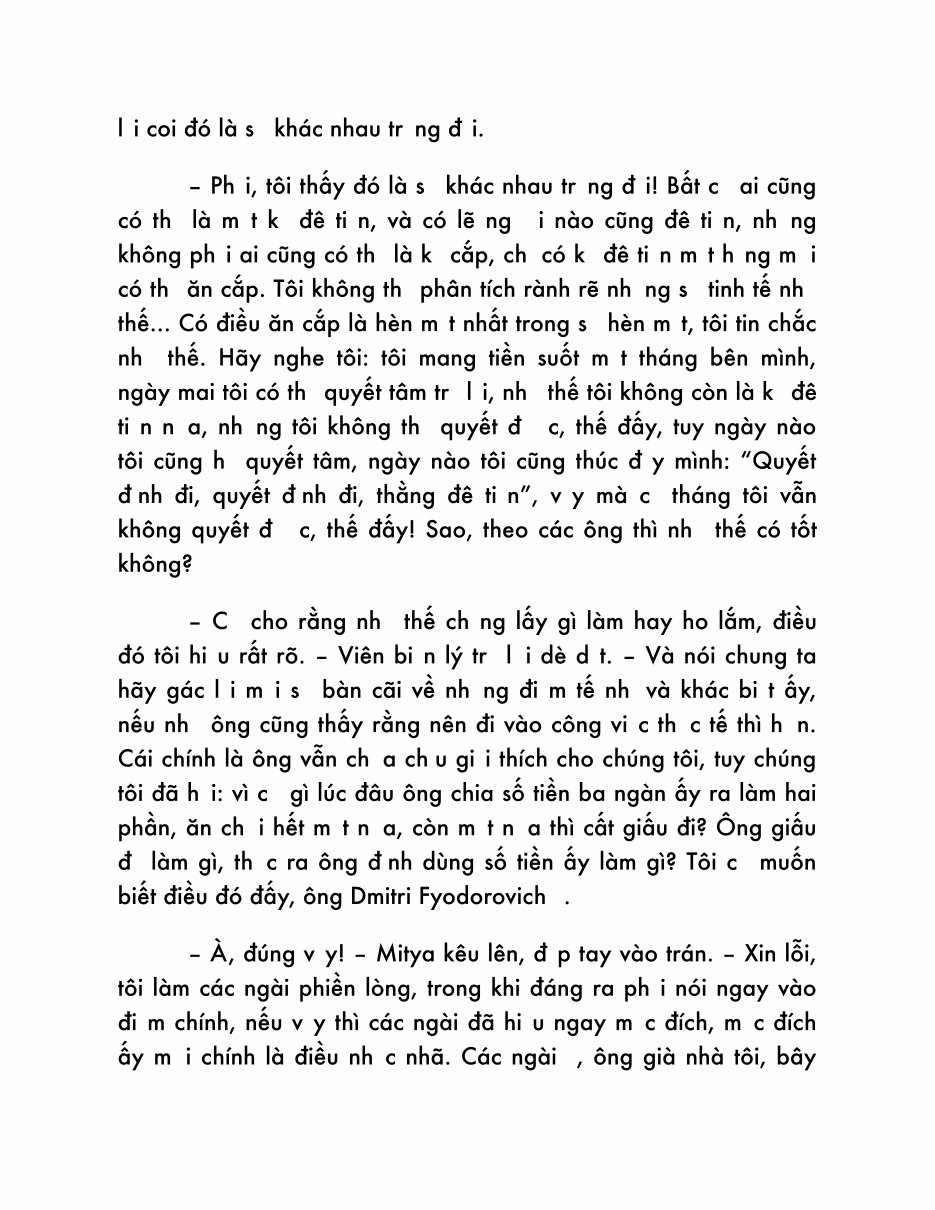 l i coi đó là s khác nhau tr ng đ i.
– Ph i, tôi thấy đó là s khác nhau tr ng đ i! Bất c ai cũng
có th là m t k đê ti n, và có lẽ ng i nào cũng đê ti n, nh ng
không ph i ai cũng có th là k cắp, ch có k đê ti n m t h ng m i
có th ăn cắp. Tôi không th phân tích rành rẽ nh ng s tinh tế nh
thế... Có điều ăn cắp là hèn m t nhất trong s hèn m t, tôi tin chắc
nh thế. Hãy nghe tôi: tôi mang tiền suốt m t tháng bên mình,
ngày mai tôi có th quyết tâm tr l i, nh thế tôi không còn là k đê
ti n n a, nh ng tôi không th quyết đ c, thế đấy, tuy ngày nào
tôi cũng h quyết tâm, ngày nào tôi cũng thúc đ y mình: “Quyết
đ nh đi, quyết đ nh đi, thằng đê ti n”, v y mà c tháng tôi vẫn
không quyết đ c, thế đấy! Sao, theo các ông thì nh thế có tốt
không?
– C cho rằng nh thế ch ng lấy gì làm hay ho lắm, điều
đó tôi hi u rất rõ. – Viên bi n lý tr l i dè d t. – Và nói chung ta
hãy gác l i m i s bàn cãi về nh ng đi m tế nh và khác bi t ấy,
nếu nh ông cũng thấy rằng nên đi vào công vi c th c tế thì h n.
Cái chính là ông vẫn ch a ch u gi i thích cho chúng tôi, tuy chúng
tôi đã h i: vì c gì lúc đâu ông chia số tiền ba ngàn ấy ra làm hai
phần, ăn ch i hết m t n a, còn m t n a thì cất giấu đi? Ông giấu
đ làm gì, th c ra ông đ nh dùng số tiền ấy làm gì? Tôi c muốn
biết điều đó đấy, ông Dmitri Fyodorovich .
– À, đúng v y! – Mitya kêu lên, đ p tay vào trán. – Xin lỗi,
tôi làm các ngài phiền lòng, trong khi đáng ra ph i nói ngay vào
đi m chính, nếu v y thì các ngài đã hi u ngay m c đích, m c đích
ấy m i chính là điều nh c nhã. Các ngài , ông già nhà tôi, bây